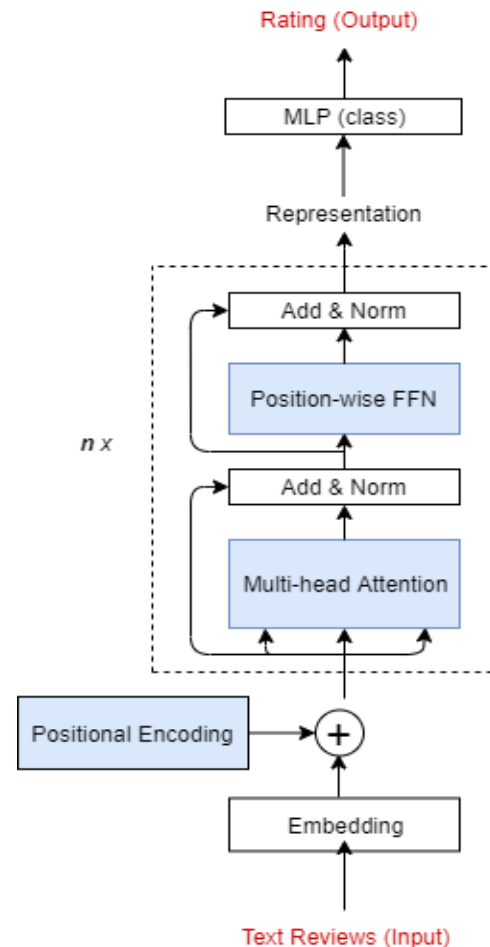 Rating (Output)
MLP (class)
Representation
Add & Norm
Position-wise FFN
n x
Add & Norm
Multi-head Attention
Positional Encoding
+
Embedding
Text Reviews (Input)